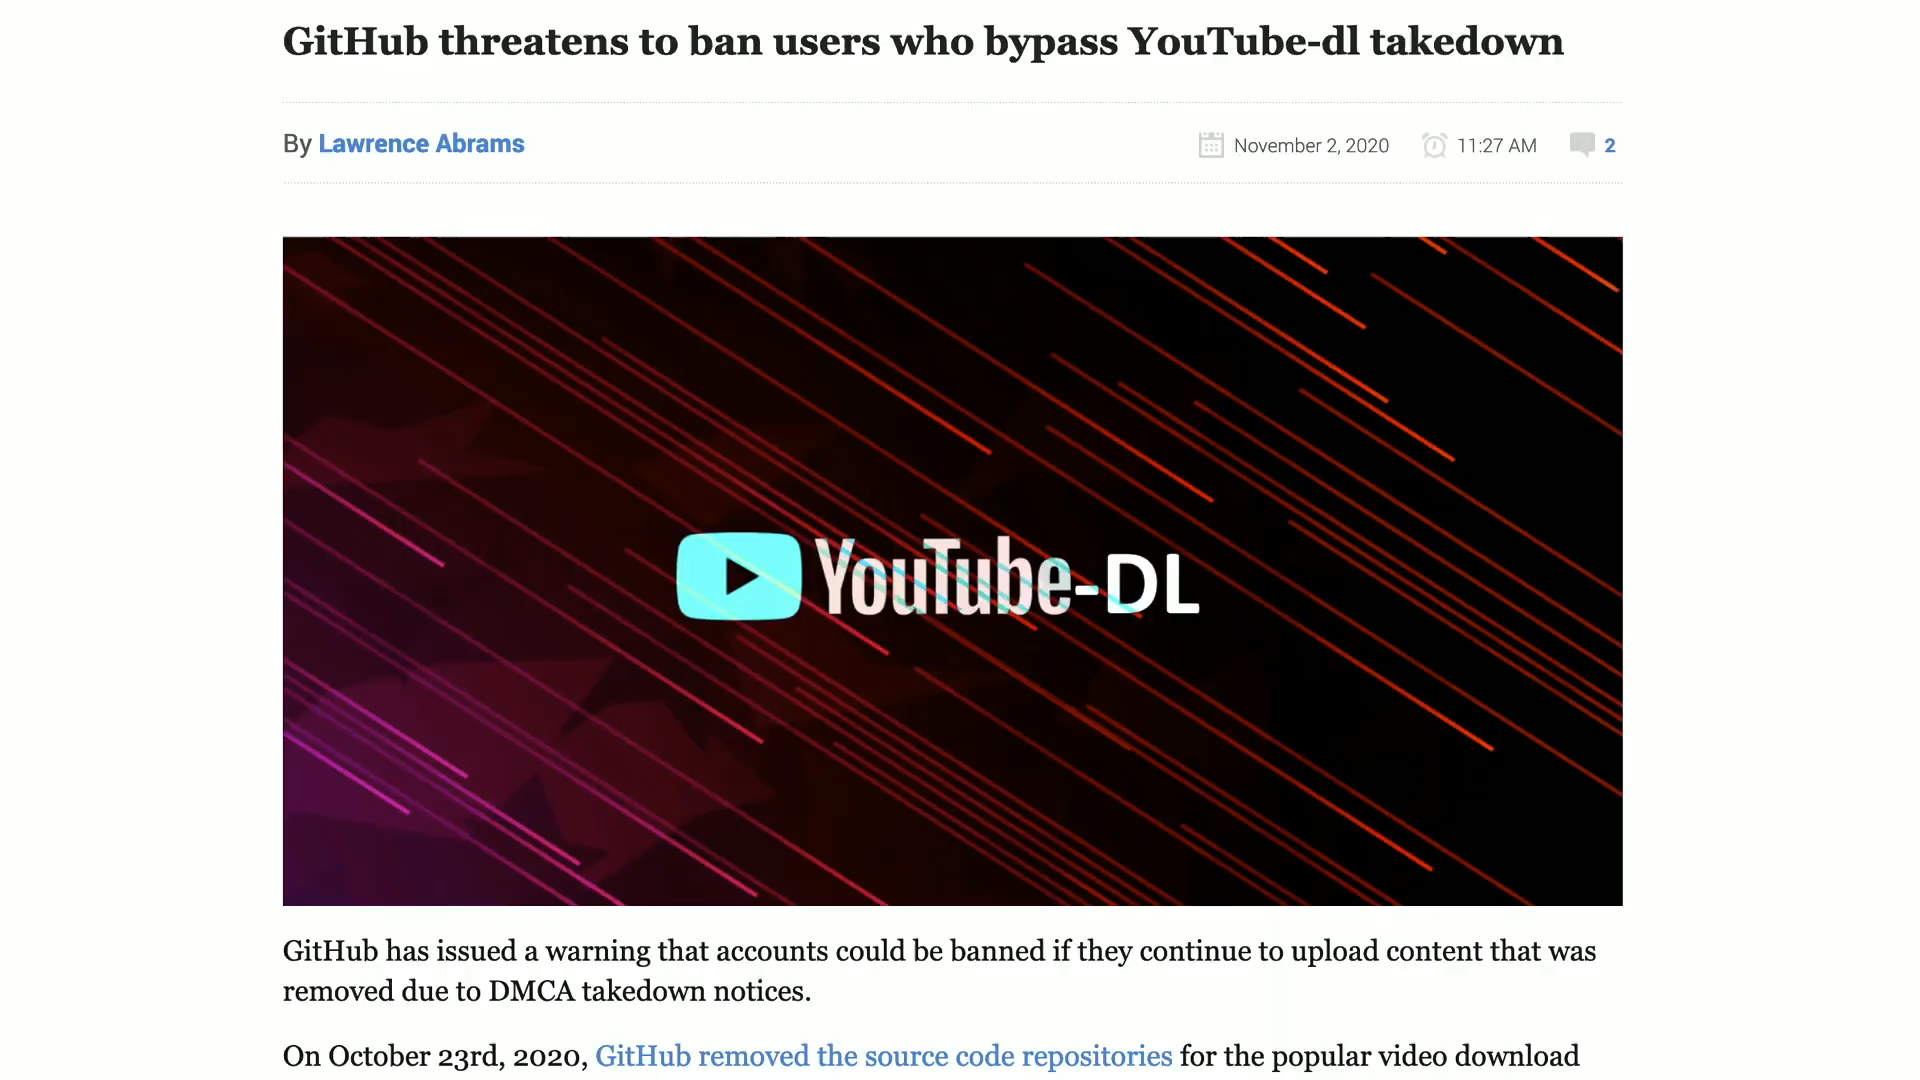 GitHub threatens to ban users who bypass YouTube-dl takedown
By Lawrence Abrams
November 2, 2020
11:27 AM
2
YouTube-DL
GitHub has issued a warning that accounts could be banned if they continue to upload content that was
removed due to DMCA takedown notices.
On October 23rd, 2020, GitHub removed the source code repositories for the popular video download